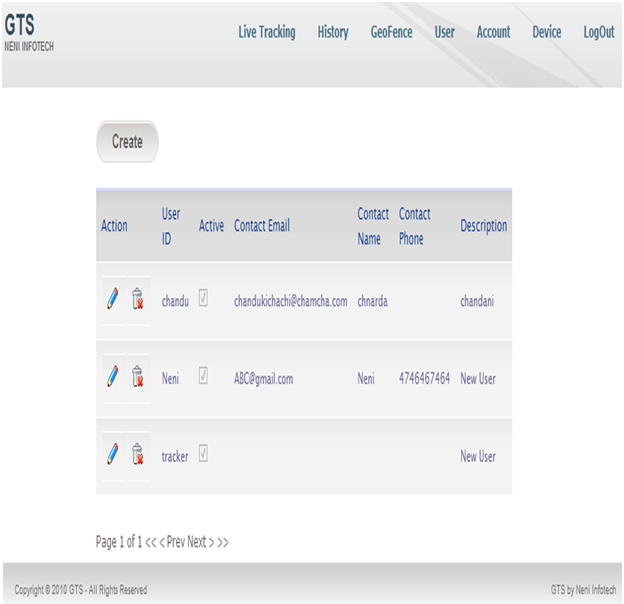 GTS
NENI INFOTECH
Live Tracking History GeoFence User Account Device LogOut
Create
Action User ID Active Contact Email Contact Name Contact Phone Description
chandu chandukichachi@chamcha.com chnarda chandani
Neni ABC@gmail.com Neni 4746467464 New User
tracker New User
Page 1 of 1 << < Prev Next > >>
Copyright © 2010 GTS - All Rights Reserved GTS by Neni Infotech